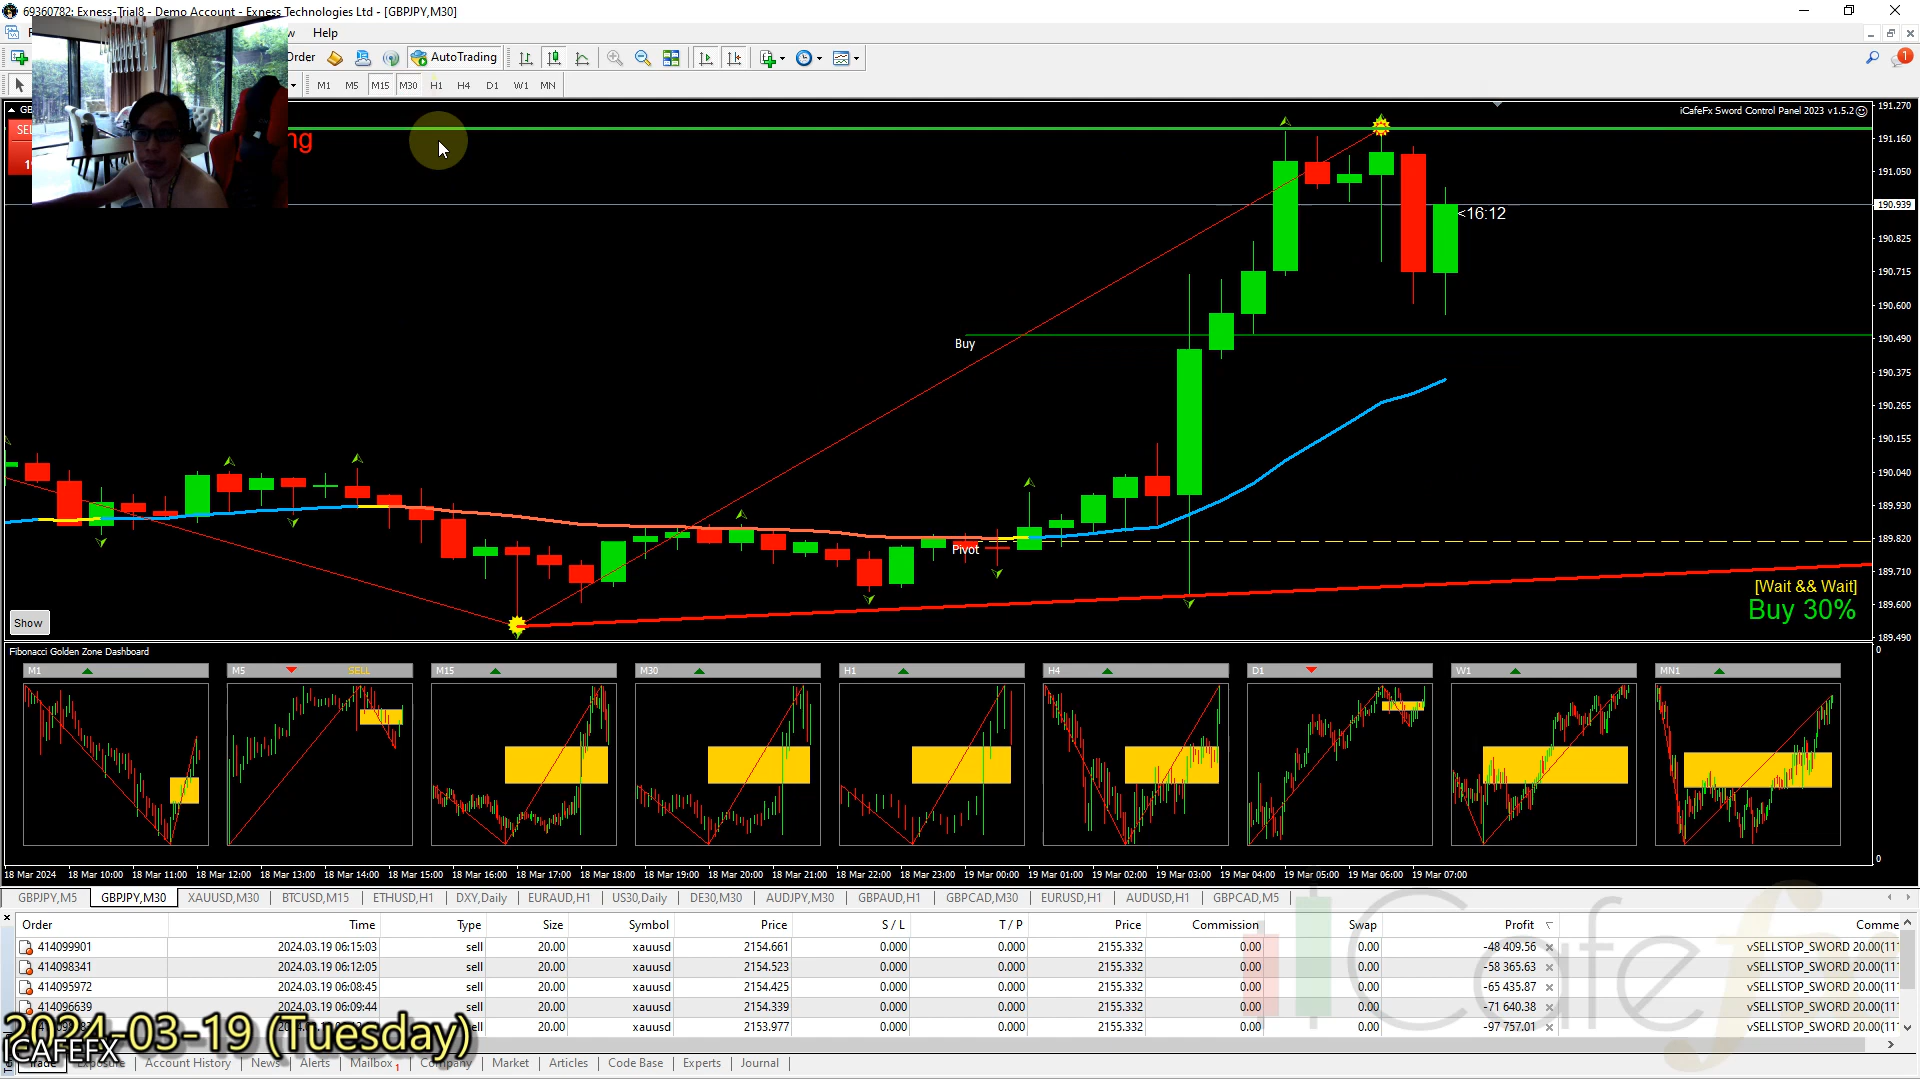 69360782: Exness-Trial8 - Demo Account - Exness Technologies Ltd - [GBPJPY,M30]
Help
Order AutoTrading
1
M1 M5 M15 M30 H1 H4 D1 W1 MN
iCafeFx Sword Control Panel 2023 v1.5.2
191.270
191.160
191.050
190.939
190.825
190.715
190.600
190.490
190.375
190.265
190.155
190.040
189.930
189.820
189.710
189.600
189.490
<16:12
Buy
Pivot
[Wait && Wait]
Buy 30%
Show
Fibonacci Golden Zone Dashboard
0
M1 M5 SELL M15 M30 H1 H4 D1 W1 MN1
0
18 Mar 2024 18 Mar 10:00 18 Mar 11:00 18 Mar 12:00 18 Mar 13:00 18 Mar 14:00 18 Mar 15:00 18 Mar 16:00 18 Mar 17:00 18 Mar 18:00 18 Mar 19:00 18 Mar 20:00 18 Mar 21:00 18 Mar 22:00 18 Mar 23:00 19 Mar 00:00 19 Mar 01:00 19 Mar 02:00 19 Mar 03:00 19 Mar 04:00 19 Mar 05:00 19 Mar 06:00 19 Mar 07:00
GBPJPY,M5 GBPJPY,M30 XAUUSD,M30 BTCUSD,M15 ETHUSD,H1 DXY,Daily EURAUD,H1 US30,Daily DE30,M30 AUDJPY,M30 GBPAUD,H1 GBPCAD,M30 EURUSD,H1 AUDUSD,H1 GBPCAD,M5
Order Time Type Size Symbol Price S / L T / P Price Commission Swap Profit Comme
414099901 2024.03.19 06:15:03 sell 20.00 xauusd 2154.661 0.000 0.000 2155.332 0.00 0.00 -48 409.56 vSELLSTOP_SWORD 20.00(11
414098341 2024.03.19 06:12:05 sell 20.00 xauusd 2154.523 0.000 0.000 2155.332 0.00 0.00 -58 365.63 vSELLSTOP_SWORD 20.00(11
414095972 2024.03.19 06:08:45 sell 20.00 xauusd 2154.425 0.000 0.000 2155.332 0.00 0.00 -65 435.87 vSELLSTOP_SWORD 20.00(11
414096639 2024.03.19 06:09:44 sell 20.00 xauusd 2154.339 0.000 0.000 2155.332 0.00 0.00 -71 640.38 vSELLSTOP_SWORD 20.00(11
sell 20.00 xauusd 2153.977 0.000 0.000 2155.332 0.00 0.00 -97 757.01 vSELLSTOP_SWORD 20.00(11
2024-03-19 (Tuesday)
iCAFEFX
iCafefx
Trade Exposure Account History News Alerts Mailbox 1 Company Market Articles Code Base Experts Journal